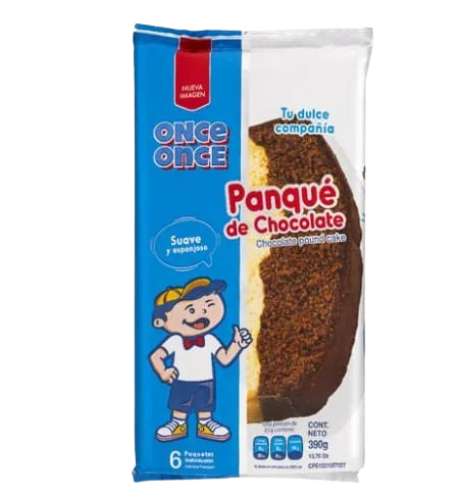 NUEVA
IMAGEN
ONCE
ONCE
Tu dulce
compañía
Panqué
de Chocolate
Chocolate pound cake
Suave
y esponjoso
6 Paquetes
CONT.
NETO
390g